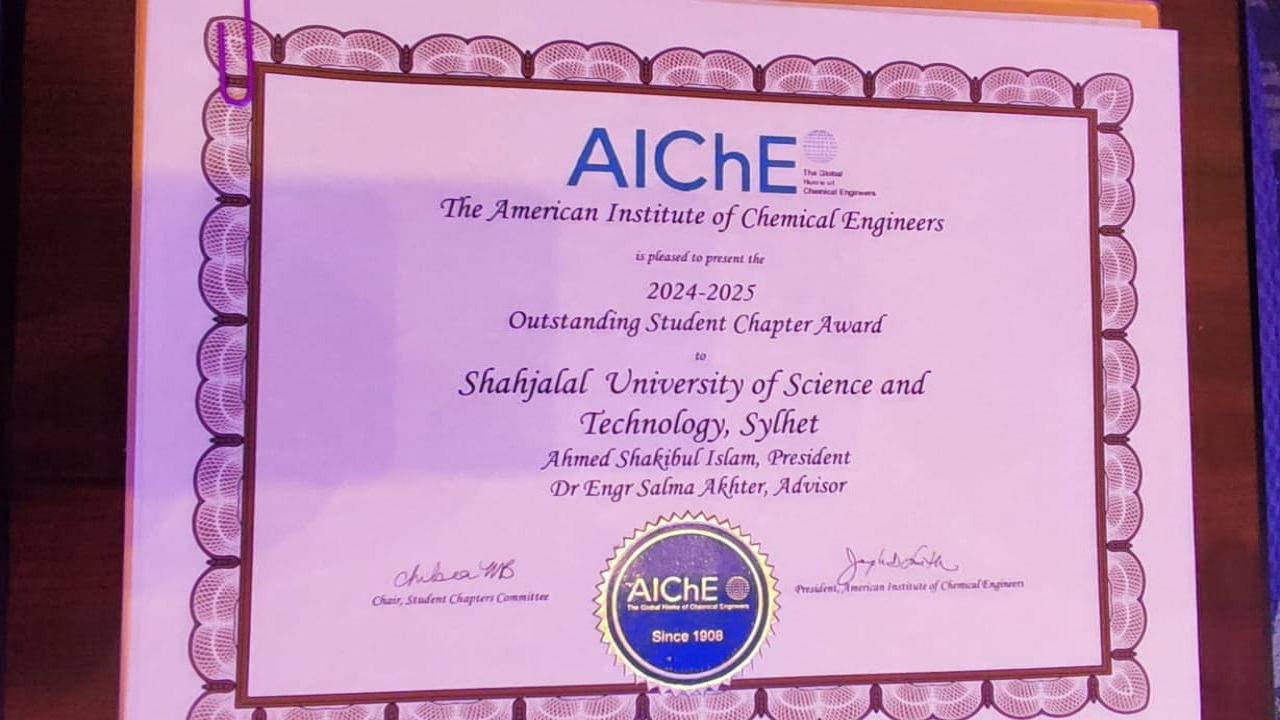 AIChE
The Global
Home of
Chemical Engineers
The American Institute of Chemical Engineers
is pleased to present the
2024-2025
Outstanding Student Chapter Award
to
Shahjalal University of Science and
Technology, Sylhet
Ahmed Shakibul Islam, President
Dr Engr Salma Akhter, Advisor
Chair, Student Chapters Committee
President, American Institute of Chemical Engineers
AIChE
The Global Home of Chemical Engineers
Since 1908